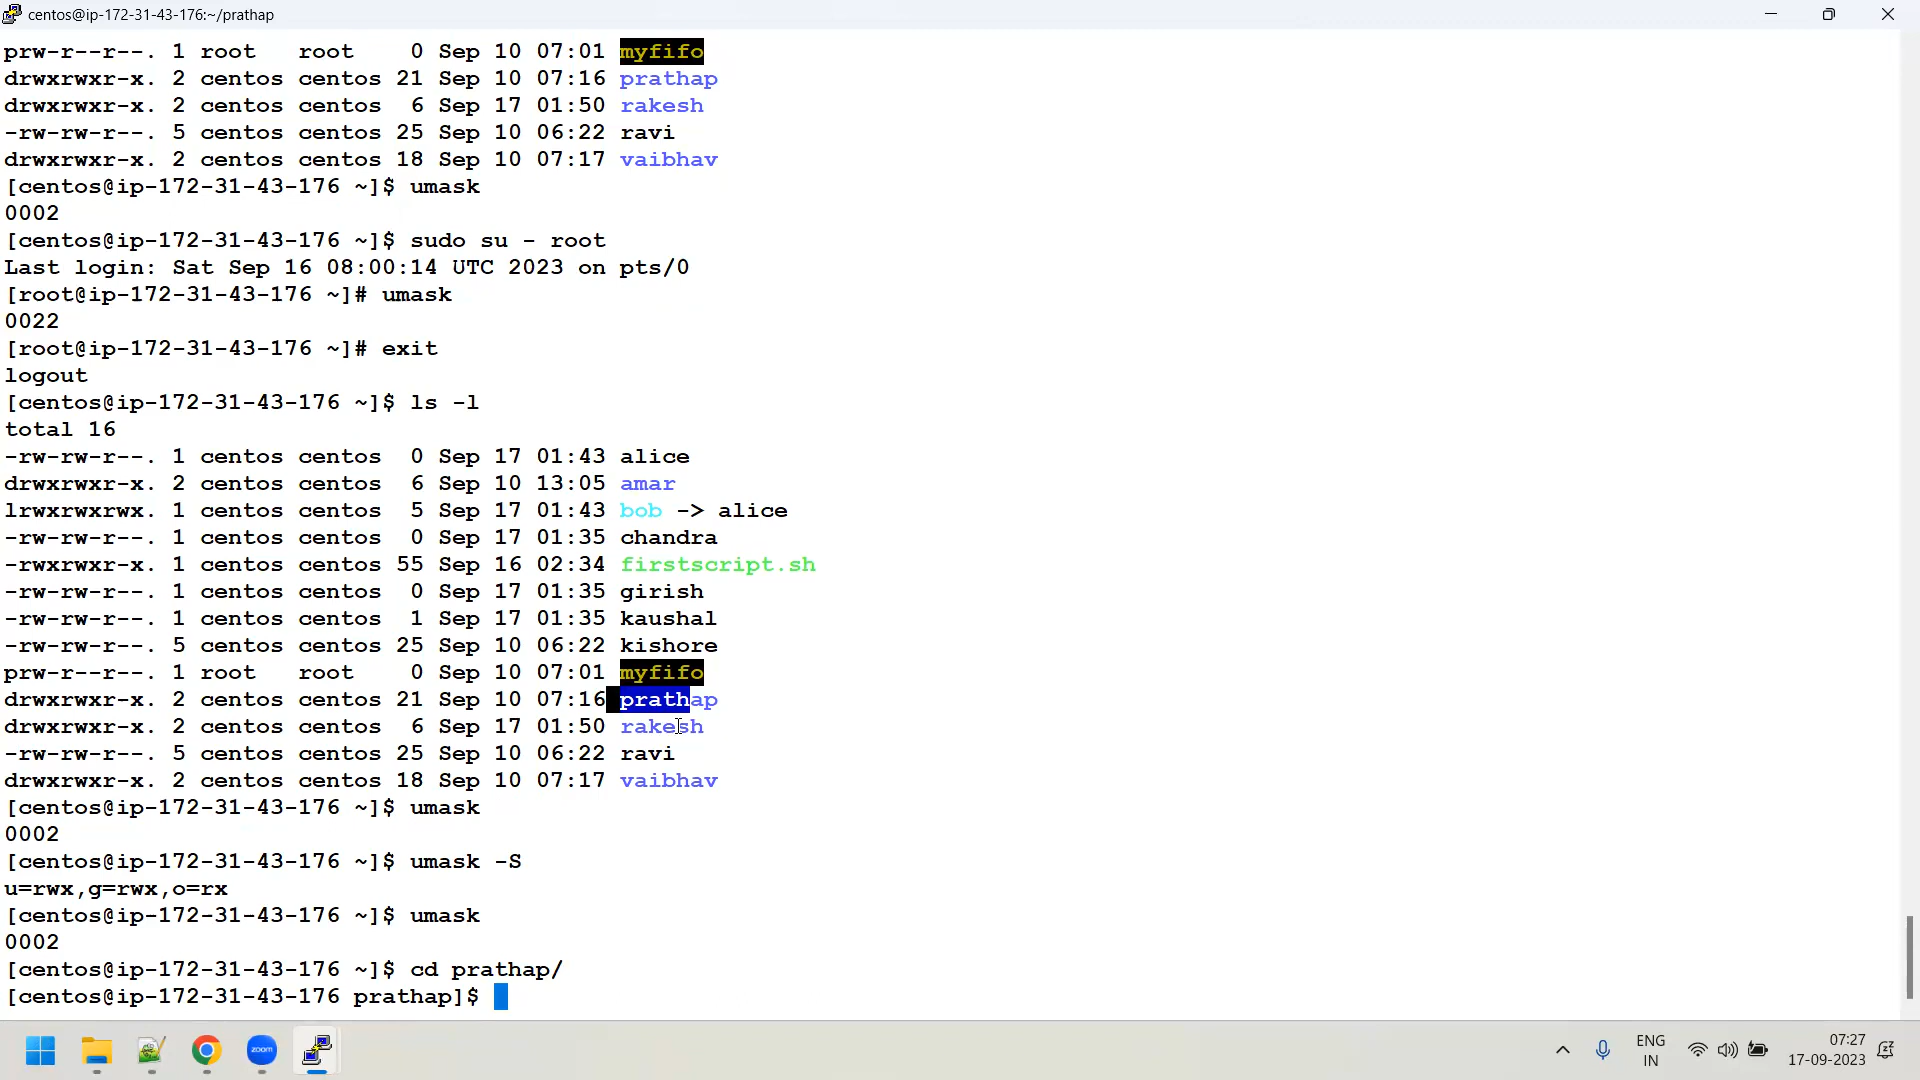 centos@ip-172-31-43-176:~/prathap
prw-r--r--. 1 root   root    0 Sep 10 07:01 myfifo
drwxrwxr-x. 2 centos centos 21 Sep 10 07:16 prathap
drwxrwxr-x. 2 centos centos  6 Sep 17 01:50 rakesh
-rw-rw-r--. 5 centos centos 25 Sep 10 06:22 ravi
drwxrwxr-x. 2 centos centos 18 Sep 10 07:17 vaibhav
[centos@ip-172-31-43-176 ~]$ umask
0002
[centos@ip-172-31-43-176 ~]$ sudo su - root
Last login: Sat Sep 16 08:00:14 UTC 2023 on pts/0
[root@ip-172-31-43-176 ~]# umask
0022
[root@ip-172-31-43-176 ~]# exit
logout
[centos@ip-172-31-43-176 ~]$ ls -l
total 16
-rw-rw-r--. 1 centos centos  0 Sep 17 01:43 alice
drwxrwxr-x. 2 centos centos  6 Sep 10 13:05 amar
lrwxrwxrwx. 1 centos centos  5 Sep 17 01:43 bob -> alice
-rw-rw-r--. 1 centos centos  0 Sep 17 01:35 chandra
-rwxrwxr-x. 1 centos centos 55 Sep 16 02:34 firstscript.sh
-rw-rw-r--. 1 centos centos  0 Sep 17 01:35 girish
-rw-rw-r--. 1 centos centos  1 Sep 17 01:35 kaushal
-rw-rw-r--. 5 centos centos 25 Sep 10 06:22 kishore
prw-r--r--. 1 root   root    0 Sep 10 07:01 myfifo
drwxrwxr-x. 2 centos centos 21 Sep 10 07:16 prathap
drwxrwxr-x. 2 centos centos  6 Sep 17 01:50 rakesh
-rw-rw-r--. 5 centos centos 25 Sep 10 06:22 ravi
drwxrwxr-x. 2 centos centos 18 Sep 10 07:17 vaibhav
[centos@ip-172-31-43-176 ~]$ umask
0002
[centos@ip-172-31-43-176 ~]$ umask -S
u=rwx,g=rwx,o=rx
[centos@ip-172-31-43-176 ~]$ umask
0002
[centos@ip-172-31-43-176 ~]$ cd prathap/
[centos@ip-172-31-43-176 prathap]$
zoom
ENG
IN
07:27
17-09-2023